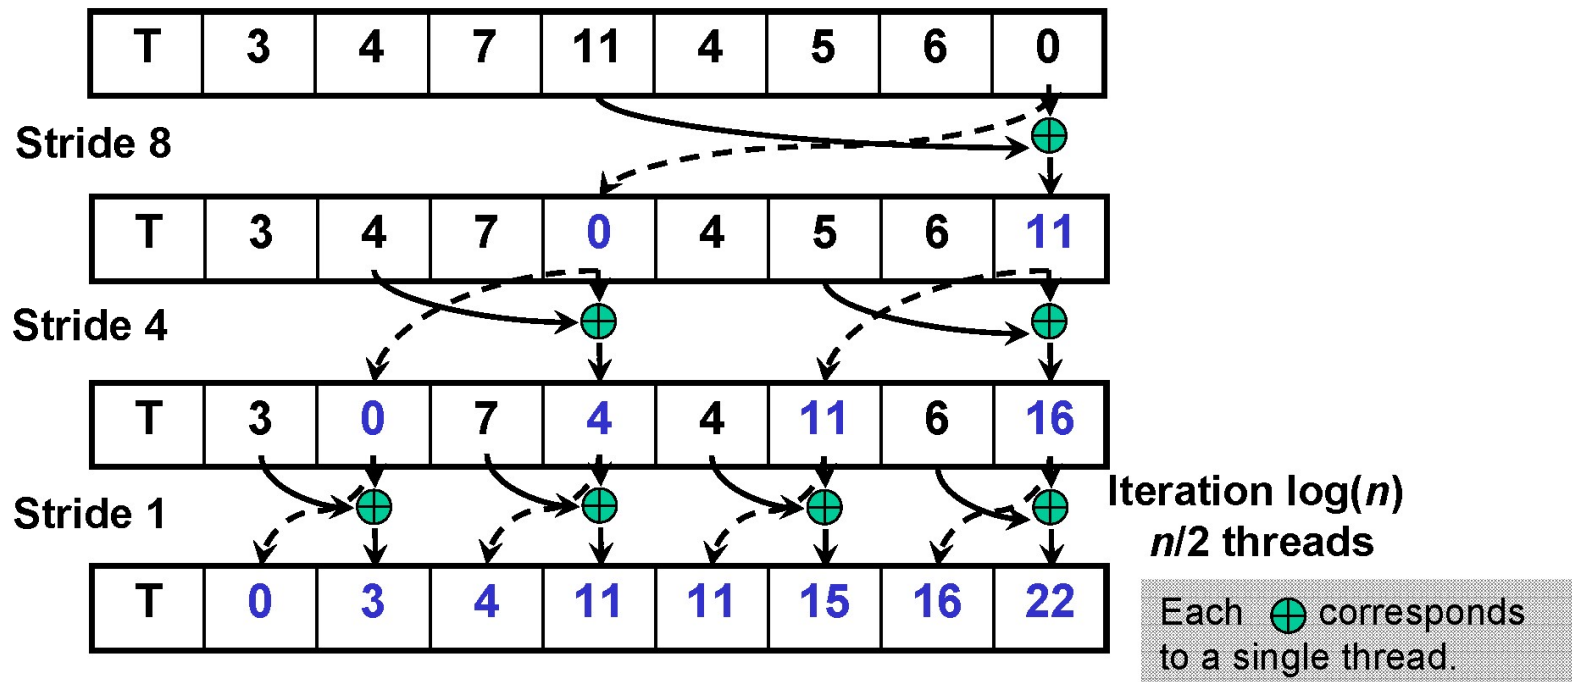 T 3 4 7 11 4 5 6 0
Stride 8
T 3 4 7 0 4 5 6 11
Stride 4
T 3 0 7 4 4 11 6 16
Stride 1
Iteration log(n)
n/2 threads
T 0 3 4 11 11 15 16 22
Each ⊕ corresponds
to a single thread.